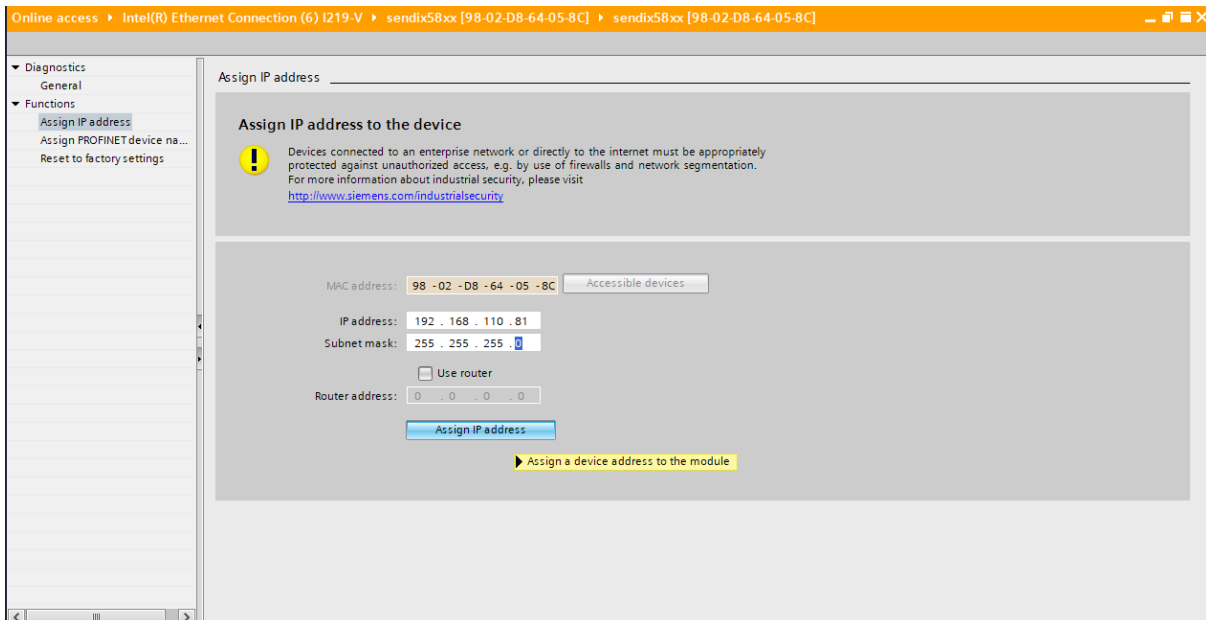 Online access ▸ Intel(R) Ethernet Connection (6) I219-V ▸ sendix58xx [98-02-D8-64-05-8C] ▸ sendix58xx [98-02-D8-64-05-8C]
Diagnostics
General
Functions
Assign IP address
Assign PROFINET device na...
Reset to factory settings
Assign IP address
Assign IP address to the device
Devices connected to an enterprise network or directly to the internet must be appropriately
protected against unauthorized access, e.g. by use of firewalls and network segmentation.
For more information about industrial security, please visit
http://www.siemens.com/industrialsecurity
MAC address: 98 -02 -D8 -64 -05 -8C Accessible devices
IP address: 192 . 168 . 110 .81
Subnet mask: 255 . 255 . 255 .0
Use router
Router address: 0 .0 .0 .0
Assign IP address
Assign a device address to the module